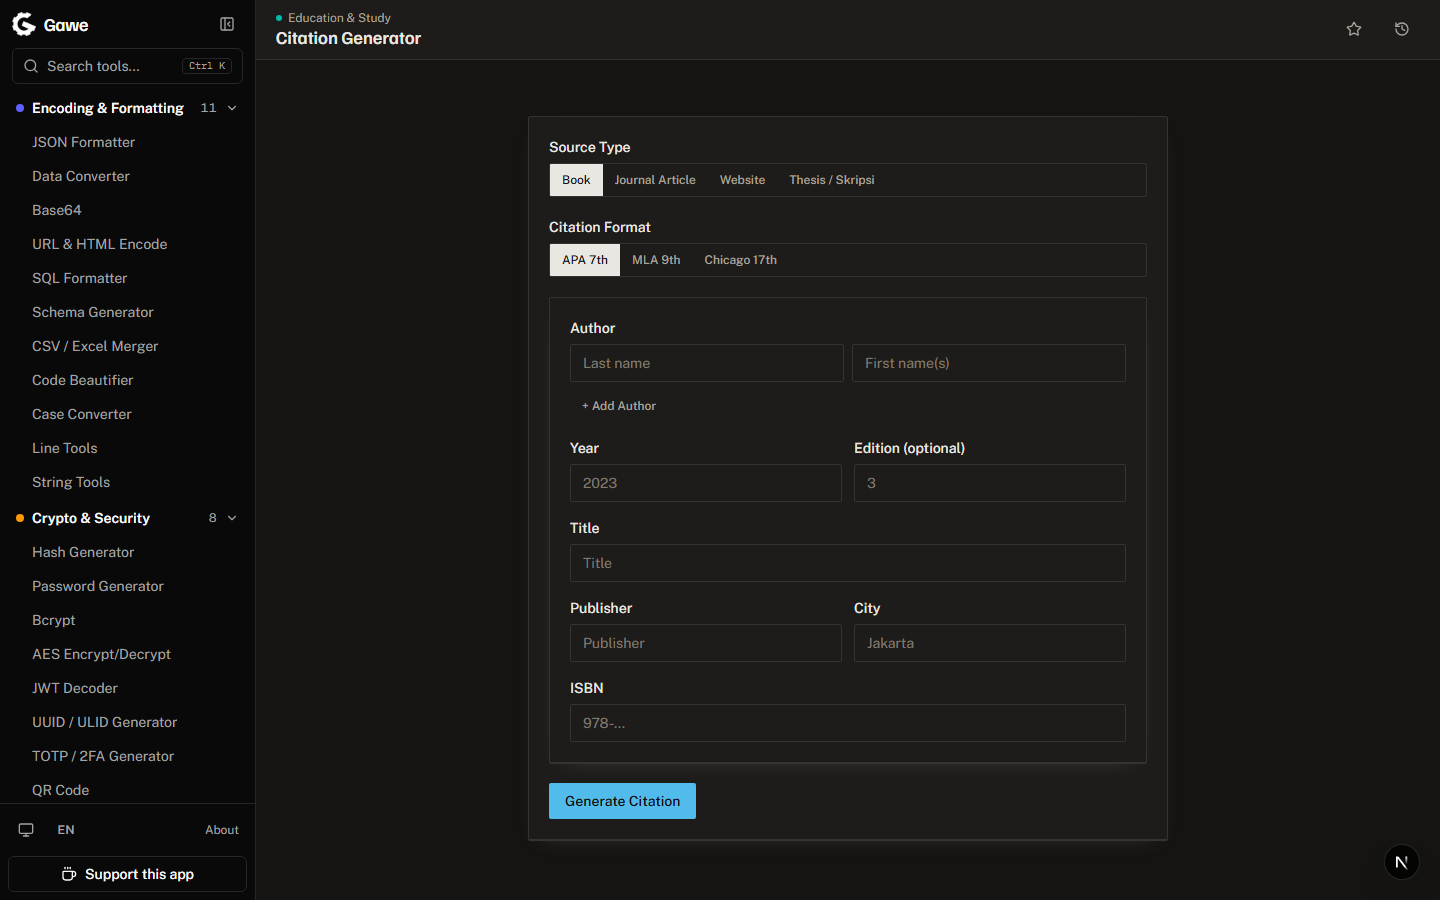 Gawe
Search tools... Ctrl K
Encoding & Formatting 11
JSON Formatter
Data Converter
Base64
URL & HTML Encode
SQL Formatter
Schema Generator
CSV / Excel Merger
Code Beautifier
Case Converter
Line Tools
String Tools
Crypto & Security 8
Hash Generator
Password Generator
Bcrypt
AES Encrypt/Decrypt
JWT Decoder
UUID / ULID Generator
TOTP / 2FA Generator
QR Code
EN About
Support this app
Education & Study
Citation Generator
Source Type
Book Journal Article Website Thesis / Skripsi
Citation Format
APA 7th MLA 9th Chicago 17th
Author
Last name First name(s)
+ Add Author
Year Edition (optional)
2023 3
Title
Title
Publisher City
Publisher Jakarta
ISBN
978-...
Generate Citation
N